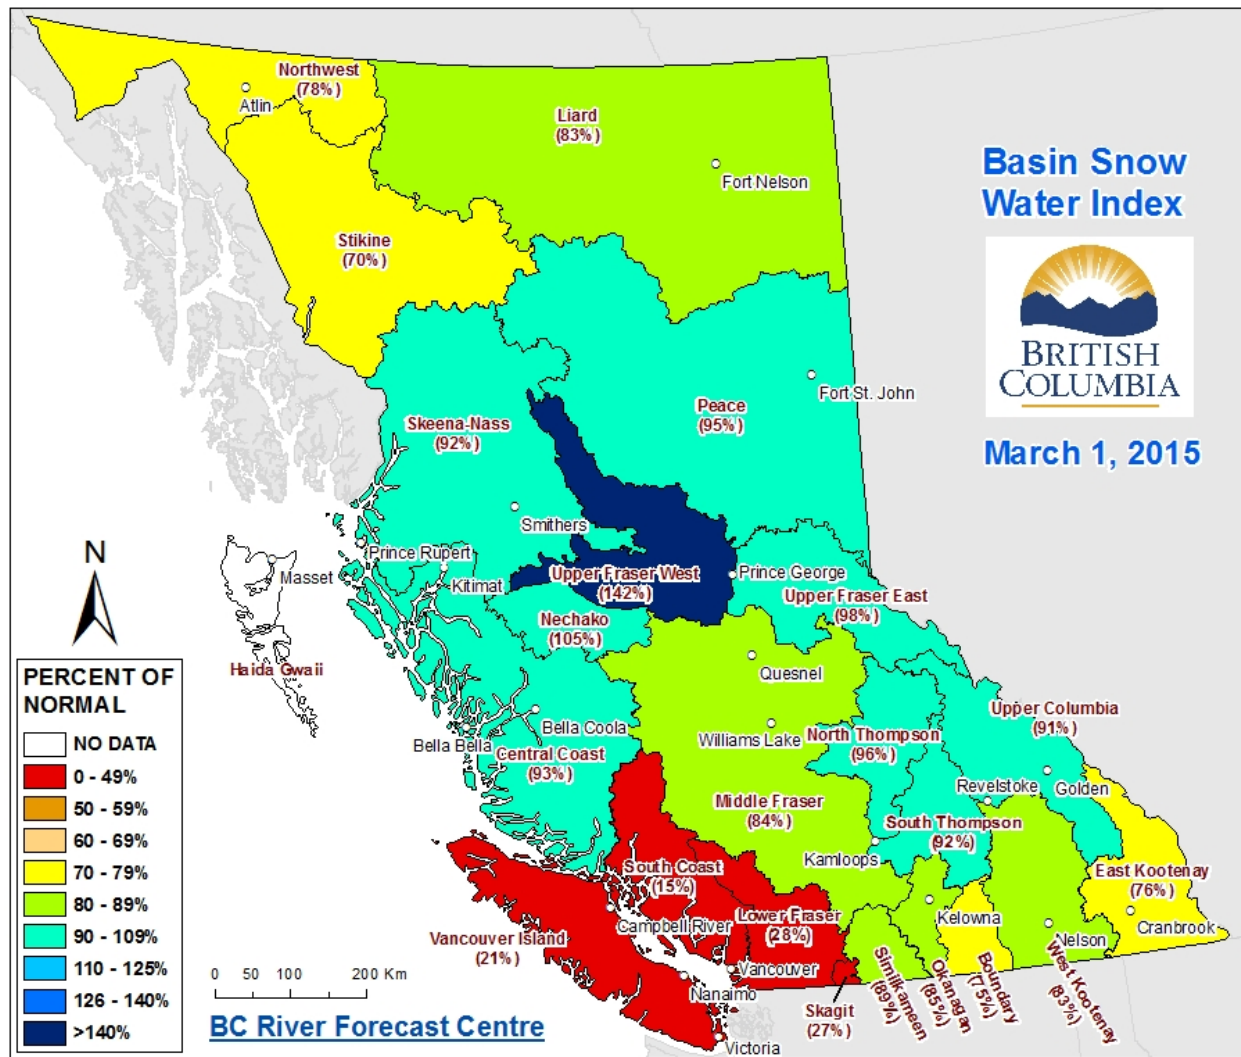 Northwest
(78%)
Atlin
Liard
(83%)
Fort Nelson
Basin Snow
Water Index
Stikine
(70%)
BRITISH
COLUMBIA
Fort St. John
Peace
(95%)
Skeena-Nass
(92%)
March 1, 2015
Smithers
Prince Rupert
Masset
Kitimat
Upper Fraser West
(142%)
Prince George
Upper Fraser East
(98%)
Nechako
(105%)
Haida Gwaii
Quesnel
Bella Coola
Bella Bella
Central Coast
(93%)
Williams Lake
North Thompson
(96%)
Upper Columbia
(91%)
Revelstoke
Golden
Middle Fraser
(84%)
South Thompson
(92%)
Kamloops
South Coast
(15%)
East Kootenay
(76%)
Cranbrook
Kelowna
Nelson
Campbell River
Lower Fraser
(28%)
Vancouver Island
(21%)
Vancouver
Nanaimo
Victoria
Skagit
(27%)
Similkameen
(89%)
Okanagan
(85%)
Boundary
(75%)
West Kootenay
(83%)
N
PERCENT OF
NORMAL
NO DATA
0 - 49%
50 - 59%
60 - 69%
70 - 79%
80 - 89%
90 - 109%
110 - 125%
126 - 140%
>140%
0 50 100 200 Km
BC River Forecast Centre